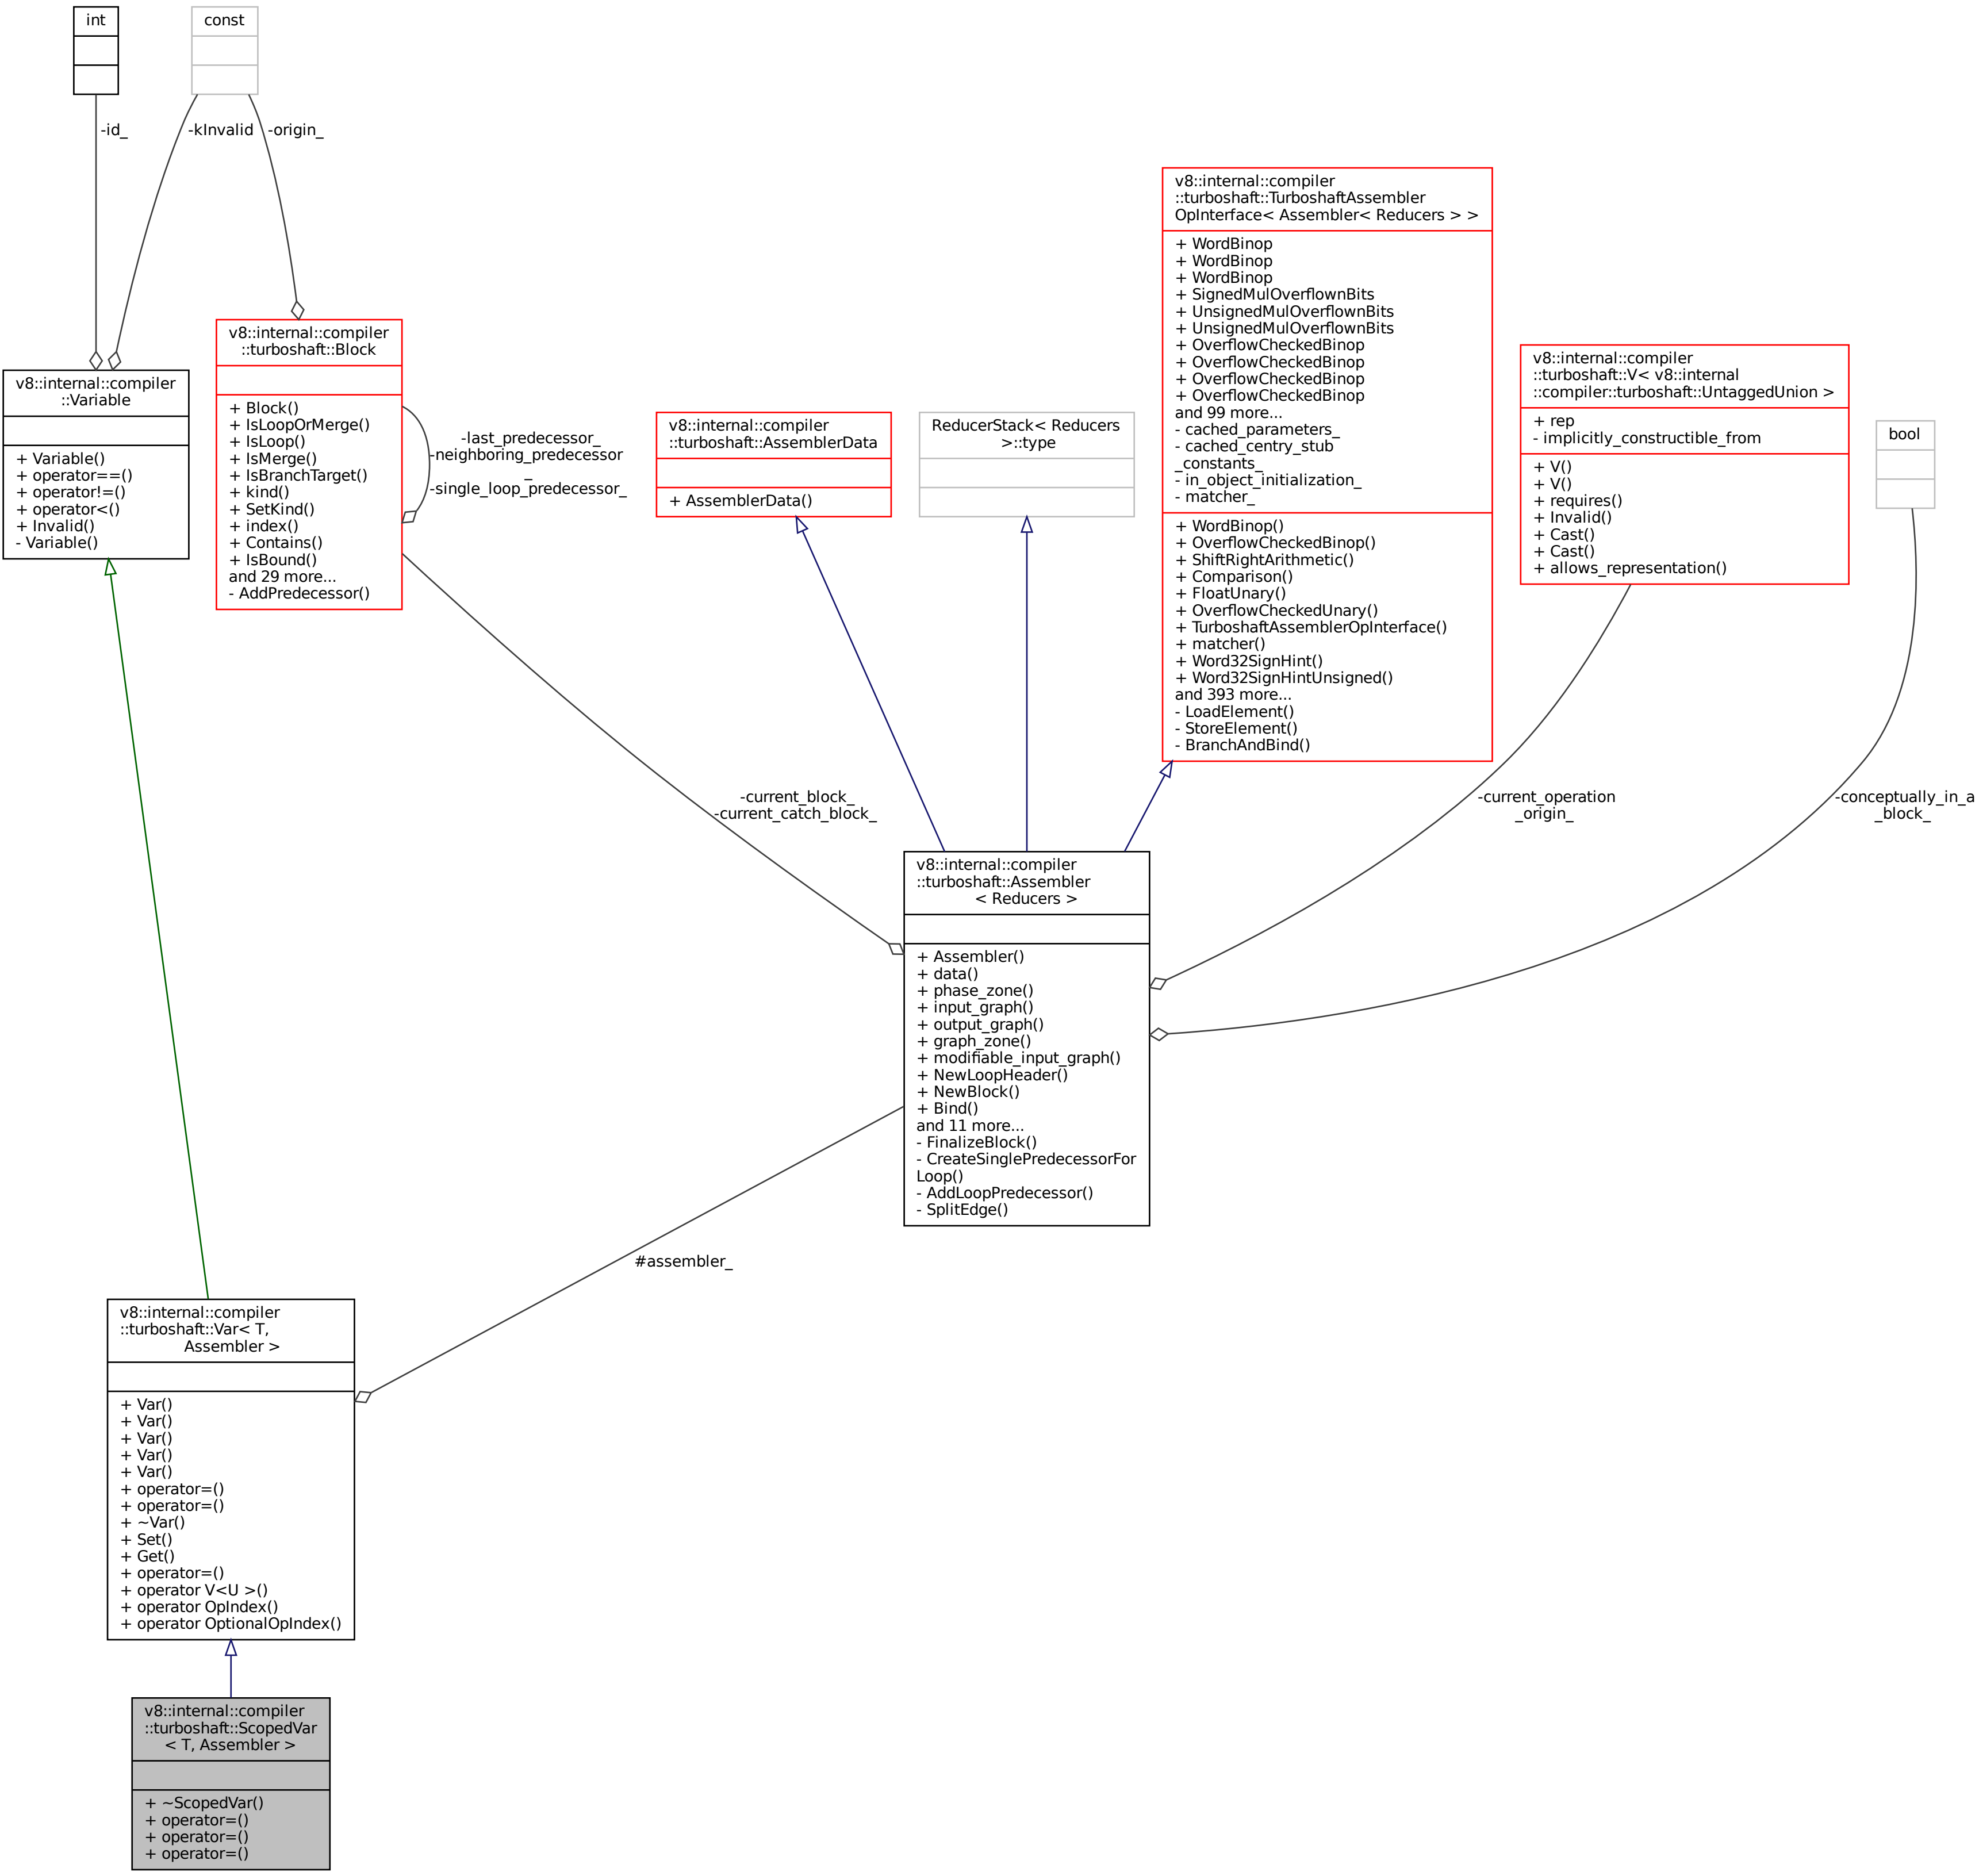 int
const
-id_
-kInvalid
-origin_
v8::internal::compiler
::Variable
+ Variable()
+ operator==()
+ operator!=()
+ operator<()
+ Invalid()
- Variable()
v8::internal::compiler
::turboshaft::Block
+ Block()
+ IsLoopOrMerge()
+ IsLoop()
+ IsMerge()
+ IsBranchTarget()
+ kind()
+ SetKind()
+ index()
+ Contains()
+ IsBound()
and 29 more...
- AddPredecessor()
-last_predecessor_
-neighboring_predecessor
_
-single_loop_predecessor_
v8::internal::compiler
::turboshaft::AssemblerData
+ AssemblerData()
ReducerStack< Reducers
>::type
v8::internal::compiler
::turboshaft::TurboshaftAssembler
OpInterface< Assembler< Reducers > >
+ WordBinop
+ WordBinop
+ WordBinop
+ SignedMulOverflownBits
+ UnsignedMulOverflownBits
+ UnsignedMulOverflownBits
+ OverflowCheckedBinop
+ OverflowCheckedBinop
+ OverflowCheckedBinop
+ OverflowCheckedBinop
and 99 more...
- cached_parameters_
- cached_centry_stub
_constants_
- in_object_initialization_
- matcher_
+ WordBinop()
+ OverflowCheckedBinop()
+ ShiftRightArithmetic()
+ Comparison()
+ FloatUnary()
+ OverflowCheckedUnary()
+ TurboshaftAssemblerOpInterface()
+ matcher()
+ Word32SignHint()
+ Word32SignHintUnsigned()
and 393 more...
- LoadElement()
- StoreElement()
- BranchAndBind()
v8::internal::compiler
::turboshaft::V< v8::internal
::compiler::turboshaft::UntaggedUnion >
+ rep
- implicitly_constructible_from
+ V()
+ V()
+ requires()
+ Invalid()
+ Cast()
+ Cast()
+ allows_representation()
bool
-current_block_
-current_catch_block_
-current_operation
_origin_
-conceptually_in_a
_block_
v8::internal::compiler
::turboshaft::Assembler
< Reducers >
+ Assembler()
+ data()
+ phase_zone()
+ input_graph()
+ output_graph()
+ graph_zone()
+ modifiable_input_graph()
+ NewLoopHeader()
+ NewBlock()
+ Bind()
and 11 more...
- FinalizeBlock()
- CreateSinglePredecessorFor
Loop()
- AddLoopPredecessor()
- SplitEdge()
#assembler_
v8::internal::compiler
::turboshaft::Var< T,
Assembler >
+ Var()
+ Var()
+ Var()
+ Var()
+ Var()
+ operator=()
+ operator=()
+ ~Var()
+ Set()
+ Get()
+ operator=()
+ operator V<U >()
+ operator OpIndex()
+ operator OptionalOpIndex()
v8::internal::compiler
::turboshaft::ScopedVar
< T, Assembler >
+ ~ScopedVar()
+ operator=()
+ operator=()
+ operator=()